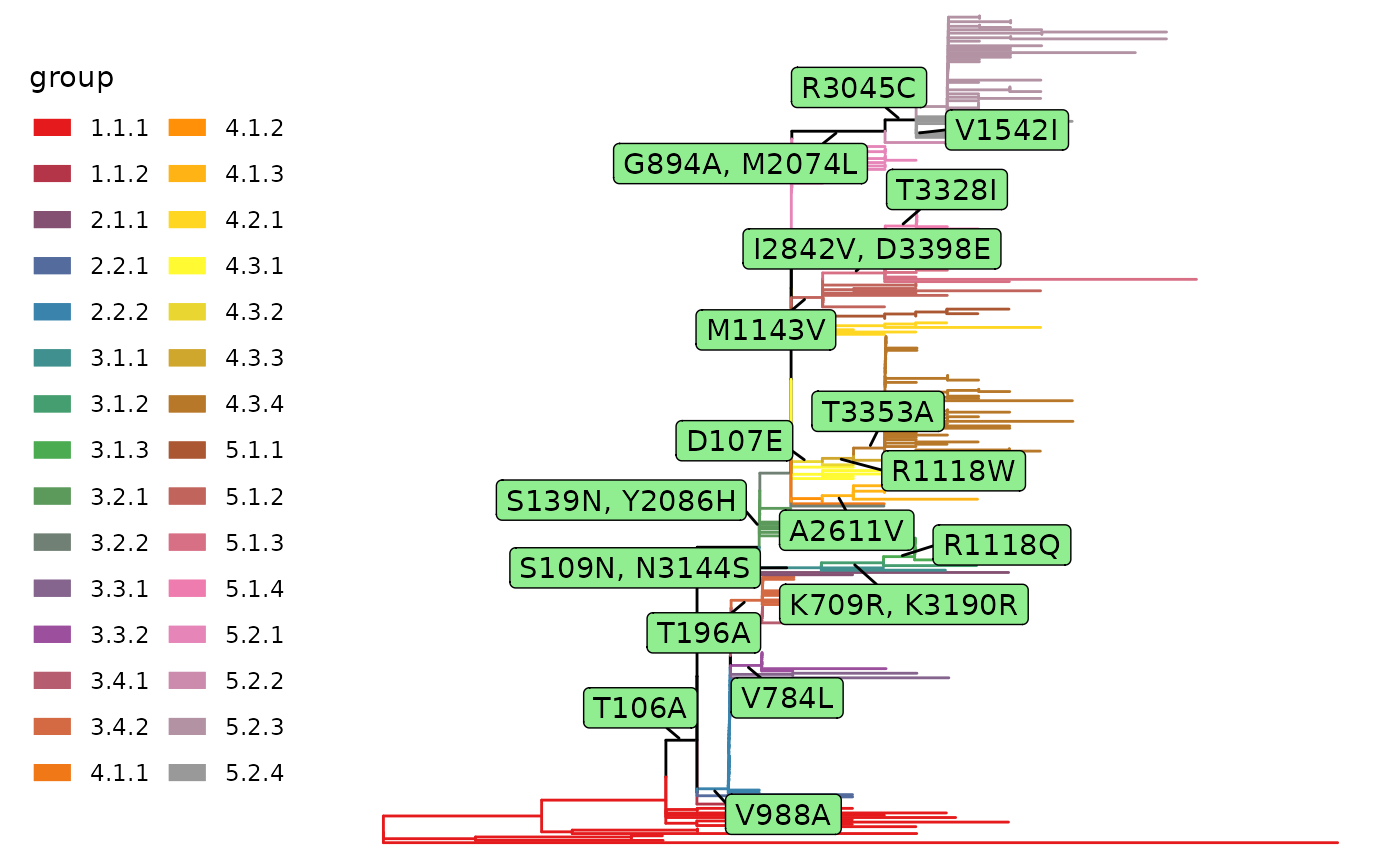 group
1.1.1 4.1.2
1.1.2 4.1.3
2.1.1 4.2.1
2.2.1 4.3.1
2.2.2 4.3.2
3.1.1 4.3.3
3.1.2 4.3.4
3.1.3 5.1.1
3.2.1 5.1.2
3.2.2 5.1.3
3.3.1 5.1.4
3.3.2 5.2.1
3.4.1 5.2.2
3.4.2 5.2.3
4.1.1 5.2.4
R3045C
V1542I
G894A, M2074L
T3328I
I2842V, D3398E
M1143V
T3353A
D107E
R1118W
S139N, Y2086H
A2611V
R1118Q
S109N, N3144S
K709R, K3190R
T196A
V784L
T106A
V988A